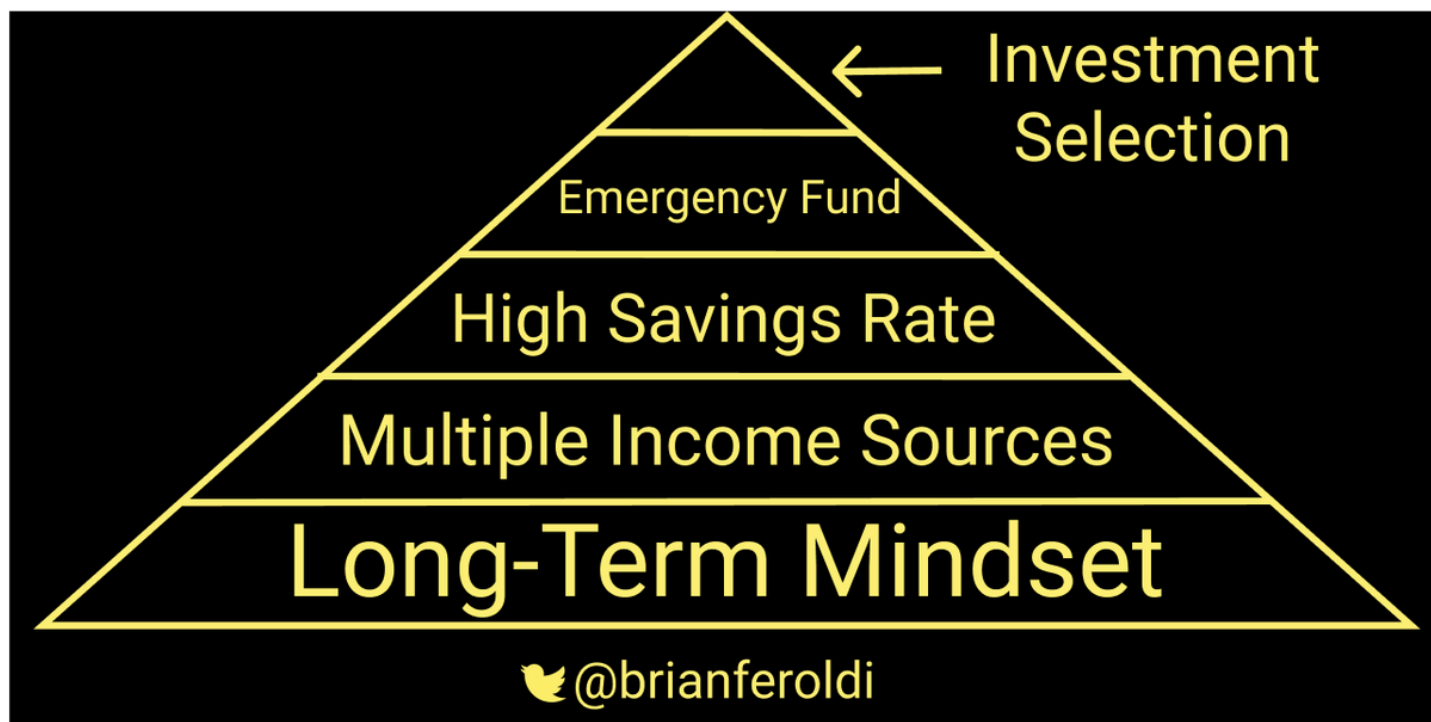 Investment
Selection
Emergency Fund
High Savings Rate
Multiple Income Sources
Long-Term Mindset
@brianferoldi